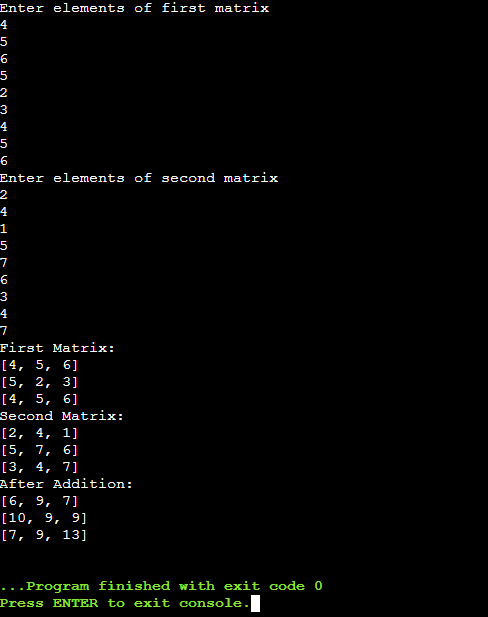 Enter elements of first matrix
4
5
6
5
2
3
4
5
6
Enter elements of second matrix
2
4
1
5
7
6
3
4
7
First Matrix:
[4, 5, 6]
[5, 2, 3]
[4, 5, 6]
Second Matrix:
[2, 4, 1]
[5, 7, 6]
[3, 4, 7]
After Addition:
[6, 9, 7]
[10, 9, 9]
[7, 9, 13]
...Program finished with exit code 0
Press ENTER to exit console.